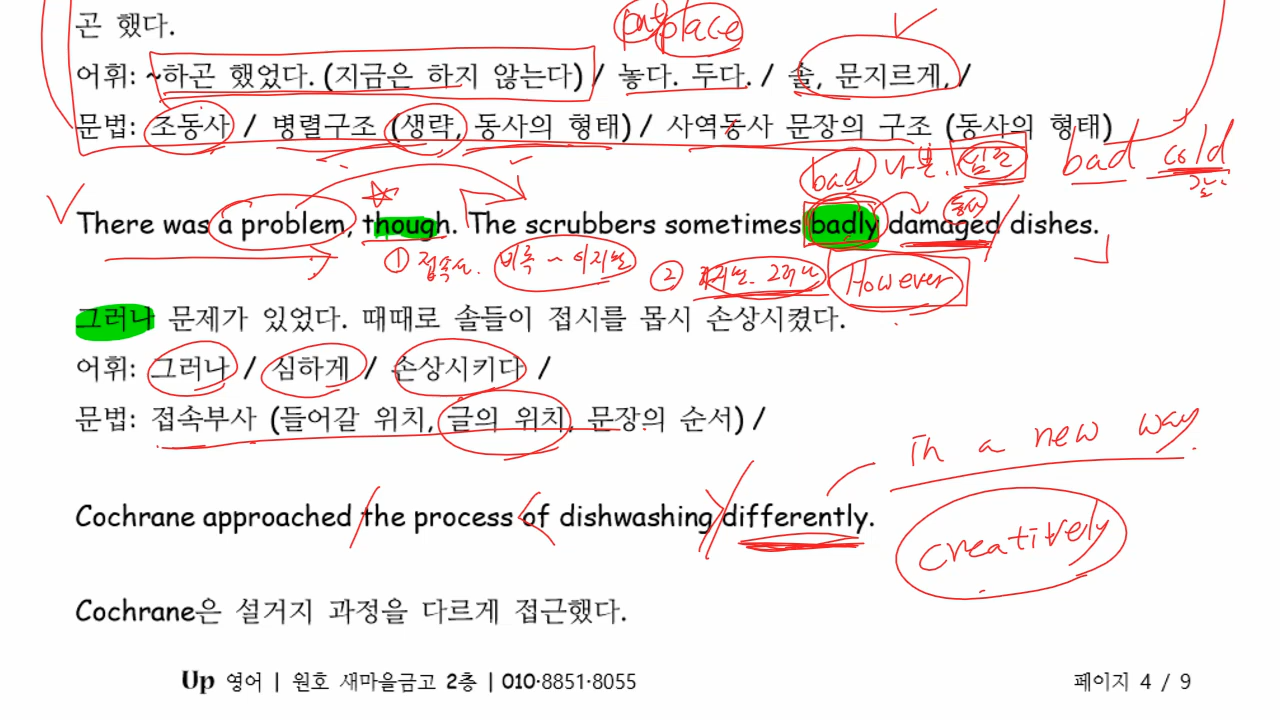 곤 했다.
put place
어휘: ~하곤 했었다. (지금은 하지 않는다) / 놓다. 두다. / 솔, 문지르게, /
문법: 조동사 / 병렬구조 (생략, 동사의 형태) / 사역동사 문장의 구조 (동사의 형태)
bad 나쁜. 심한 bad cold
동사
There was a problem, though. The scrubbers sometimes badly damaged dishes.
① 접속사. 비록 ~ 이지만 ② 하지만. 그러나 However
그러나 문제가 있었다. 때때로 솔들이 접시를 몹시 손상시켰다.
어휘: 그러나 / 심하게 / 손상시키다 /
문법: 접속부사 (들어갈 위치, 글의 위치, 문장의 순서) /
in a new way.
Cochrane approached the process of dishwashing differently.
creatively
Cochrane은 설거지 과정을 다르게 접근했다.
Up 영어 | 원호 새마을금고 2층 | 010·8851·8055 페이지 4 / 9